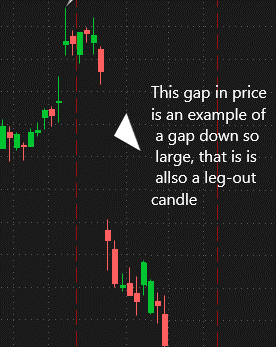 This gap in price
is an example of
a gap down so
large, that is is
allso a leg-out
candle